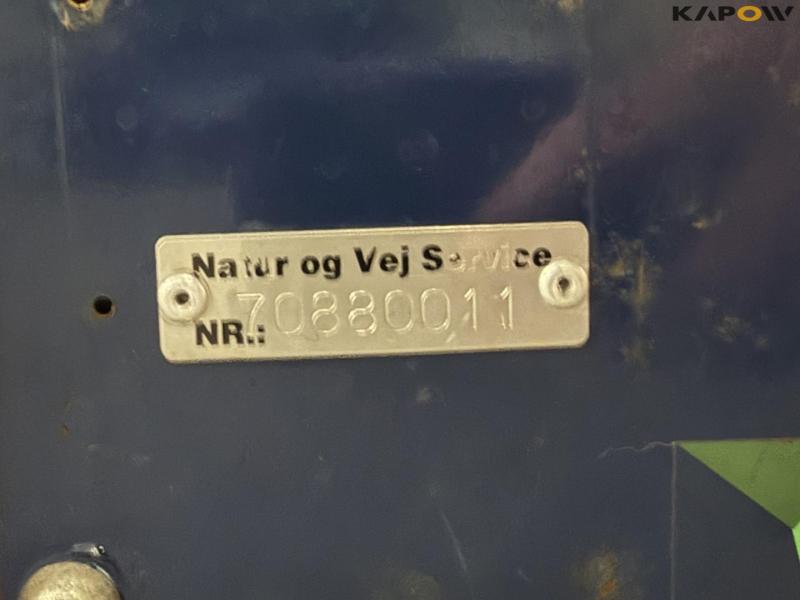 KAPOW
Natur og Vej Service
NR.: 70880011